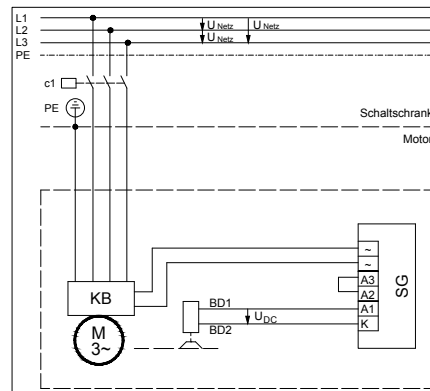 L1
L2
L3
PE
U Netz
U Netz
U Netz
c1
PE
Schaltschrank
Motor
KB
M
3~
BD1
UDC
BD2
~
~
A3
A2
A1
K
SG